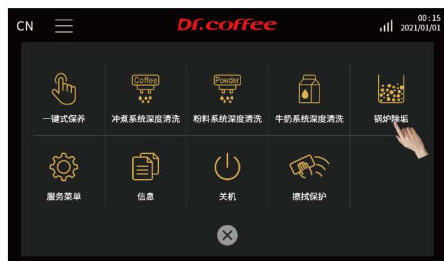 CN
Dr.coffee
00:15
2021/01/01
Coffee
Powder
一键式保养
冲煮系统深度清洗
粉料系统深度清洗
牛奶系统深度清洗
锅炉除垢
服务菜单
信息
关机
擦拭保护